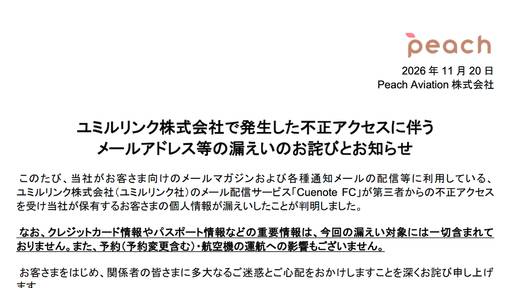 peach
2026 年 11 月 20 日
Peach Aviation 株式会社
ユミルリンク株式会社で発生した不正アクセスに伴う
メールアドレス等の漏えいのお詫びとお知らせ
このたび、当社がお客さま向けのメールマガジンおよび各種通知メールの配信等に利用している、
ユミルリンク株式会社（ユミルリンク社）のメール配信サービス「Cuenote FC」が第三者からの不正アクセス
を受け当社が保有するお客さまの個人情報が漏えいしたことが判明しました。
なお、クレジットカード情報やパスポート情報などの重要情報は、今回の漏えい対象には一切含まれて
おりません。また、予約（予約変更含む）・航空機の運航への影響もございません。
お客さまをはじめ、関係者の皆さまに多大なるご迷惑とご心配をおかけしますことを深くお詫び申し上げ
ます。